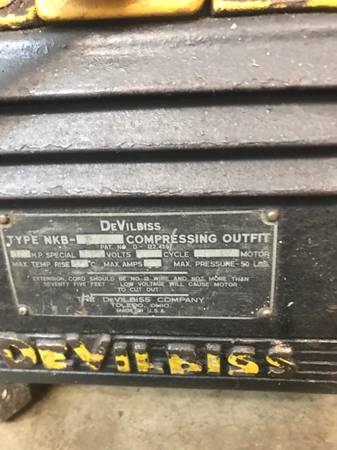 DEVILBISS
TYPE NKB- COMPRESSING OUTFIT
PAT. NO. D-
H.P. SPECIAL VOLTS CYCLE MOTOR
MAX. TEMP. RISE C. MAX. AMPS. MAX. PRESSURE-50 LBS.
EXTENSION CORD SHOULD BE NO. WIRE AND NOT MORE THAN
SEVENTY FIVE FEET. LOW VOLTAGE WILL CAUSE MOTOR
TO CUT OUT.
THE DEVILBISS COMPANY
TOLEDO, OHIO
MADE IN U.S.A.
DEVILBISS